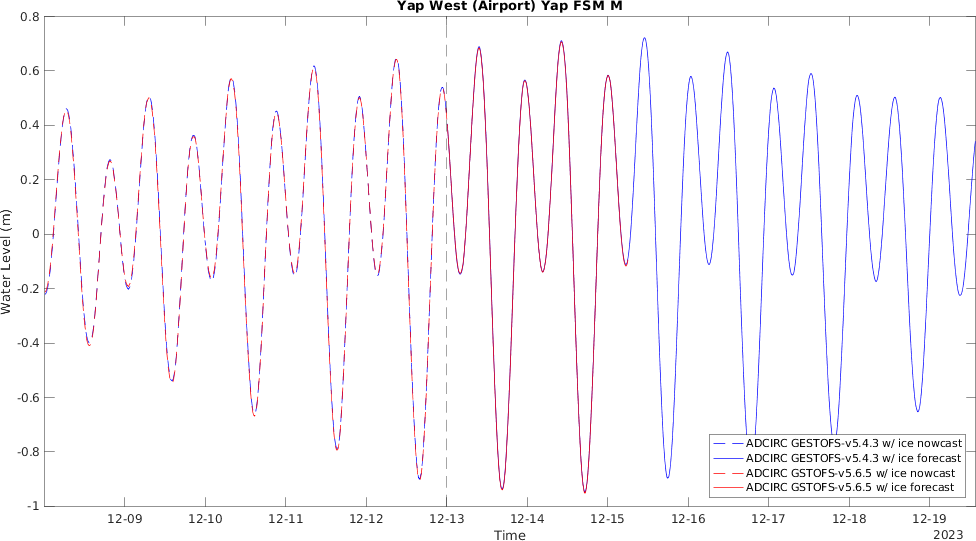 Yap West (Airport) Yap FSM M
0.8
0.6
0.4
0.2
0
-0.2
-0.4
-0.6
-0.8
-1
Water Level (m)
ADCIRC GESTOFS-v5.4.3 w/ ice nowcast
ADCIRC GESTOFS-v5.4.3 w/ ice forecast
ADCIRC GSTOFS-v5.6.5 w/ ice nowcast
ADCIRC GSTOFS-v5.6.5 w/ ice forecast
12-09 12-10 12-11 12-12 12-13 12-14 12-15 12-16 12-17 12-18 12-19
Time
2023